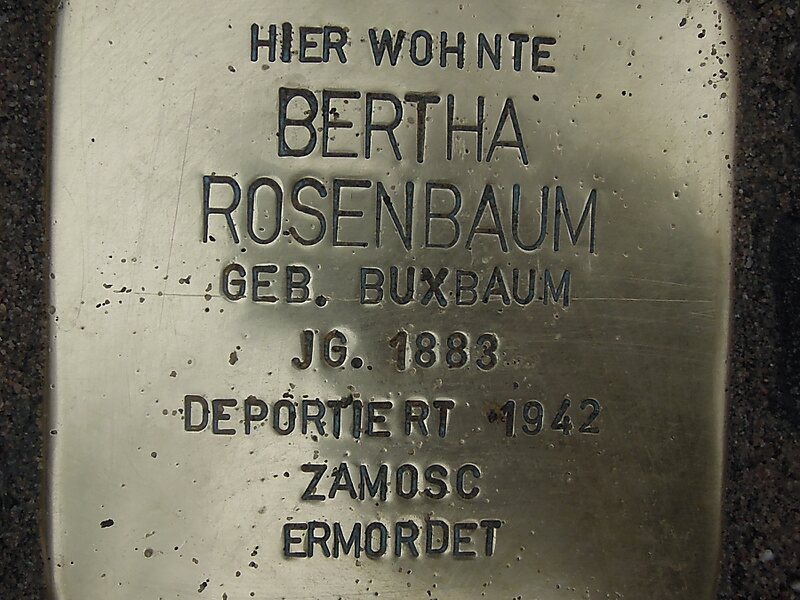 HIER WOHNTE
BERTHA
ROSENBAUM
GEB. BUXBAUM
JG. 1883
DEPORTIERT 1942
ZAMOSC
ERMORDET